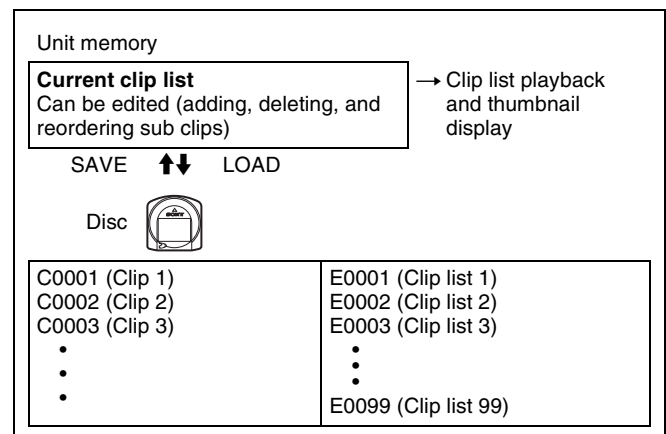 Unit memory
Current clip list
Can be edited (adding, deleting, and
reordering sub clips)
→ Clip list playback
and thumbnail
display
SAVE
LOAD
Disc
SONY
C0001 (Clip 1)
C0002 (Clip 2)
C0003 (Clip 3)
•
•
•
E0001 (Clip list 1)
E0002 (Clip list 2)
E0003 (Clip list 3)
•
•
•
E0099 (Clip list 99)